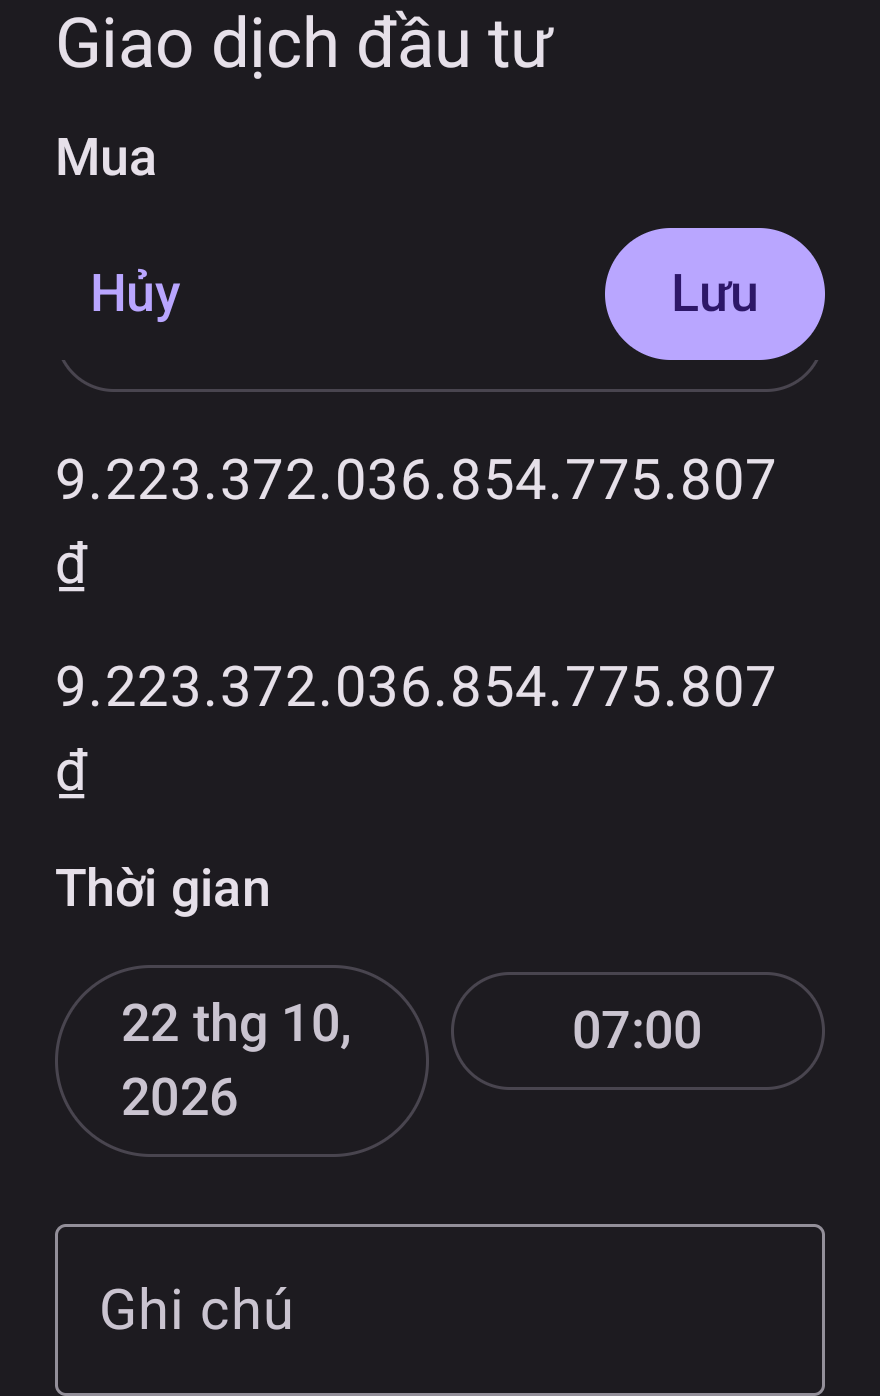 Giao dịch đầu tư
Mua
Hủy
Lưu
9.223.372.036.854.775.807
₫
9.223.372.036.854.775.807
₫
Thời gian
22 thg 10,
2026
07:00
Ghi chú